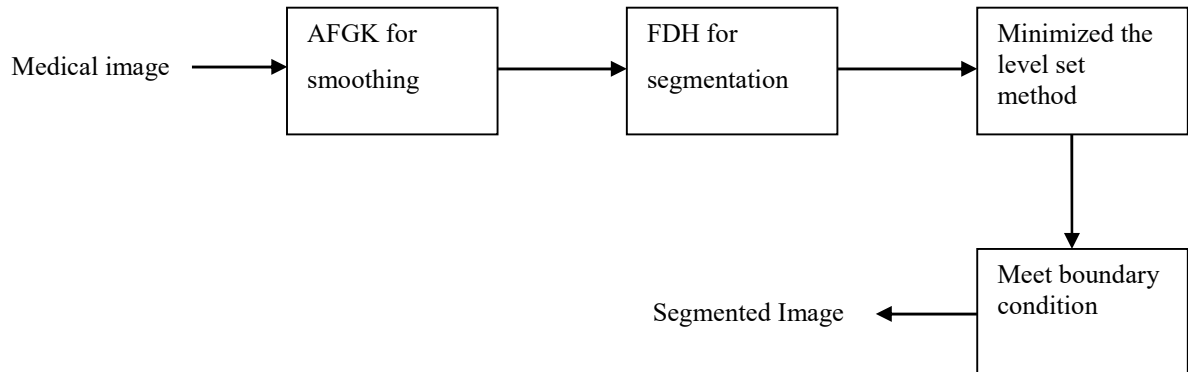 Medical image
AFGK for
smoothing
FDH for
segmentation
Minimized the
level set
method
Meet boundary
condition
Segmented Image